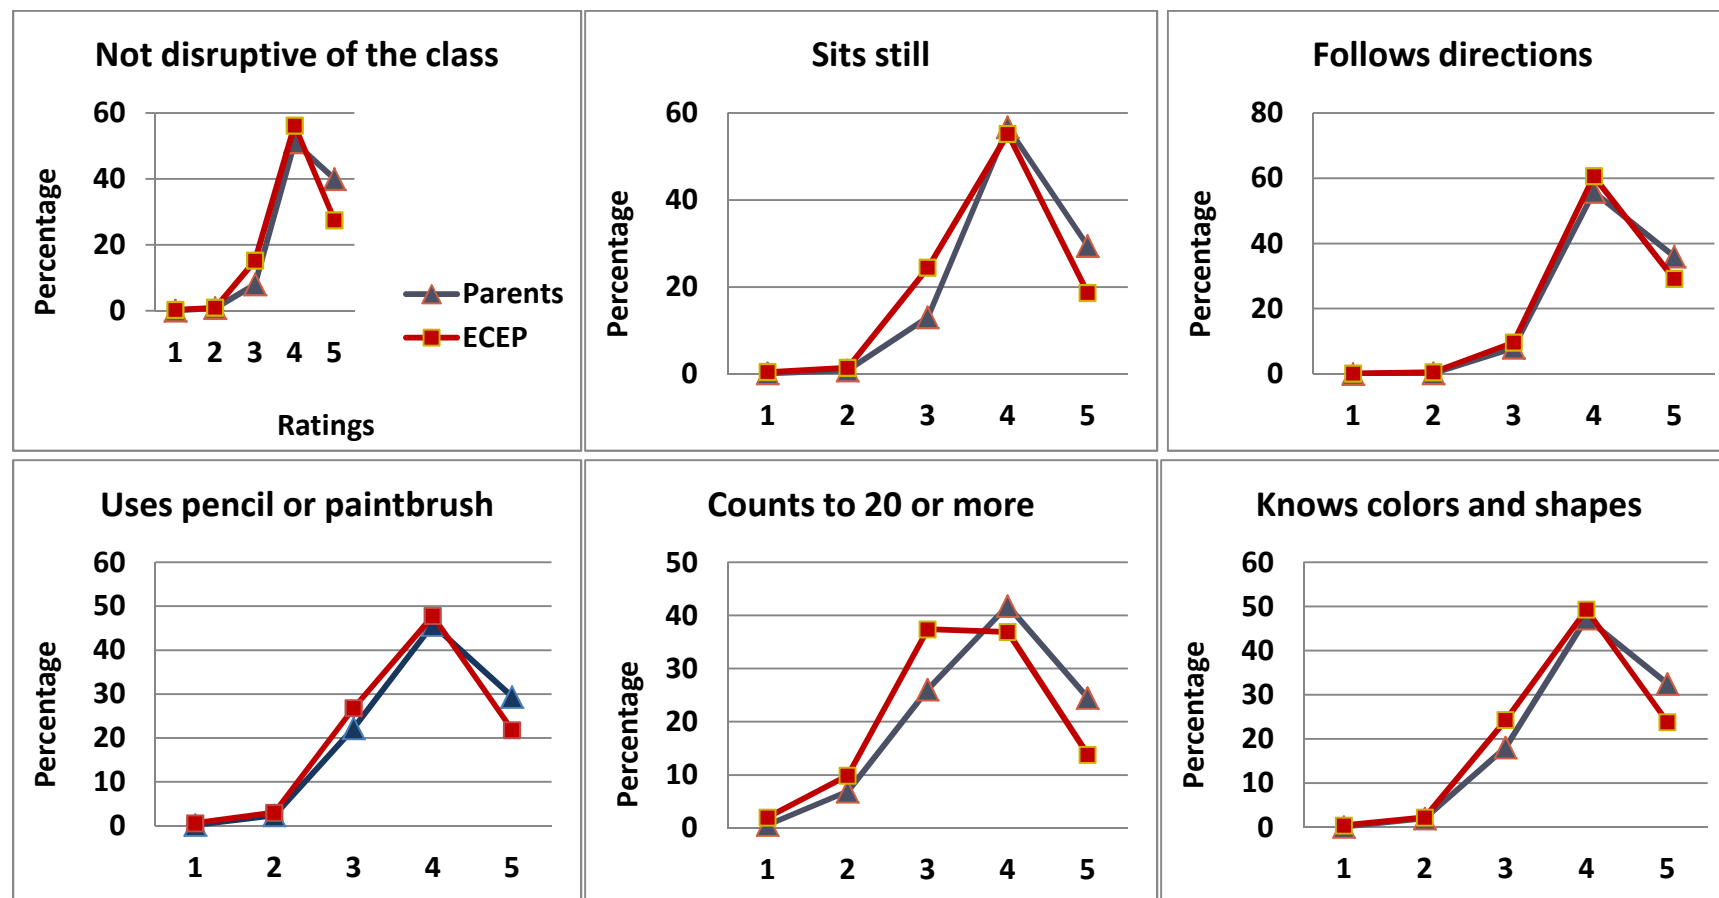 Not disruptive of the class
60
40
20
0
Percentage
1 2 3 4 5
Ratings
Parents
ECEP
Sits still
60
40
20
0
Percentage
1 2 3 4 5
Follows directions
80
60
40
20
0
Percentage
1 2 3 4 5
Uses pencil or paintbrush
60
50
40
30
20
10
0
Percentage
1 2 3 4 5
Counts to 20 or more
50
40
30
20
10
0
Percentage
1 2 3 4 5
Knows colors and shapes
60
50
40
30
20
10
0
Percentage
1 2 3 4 5